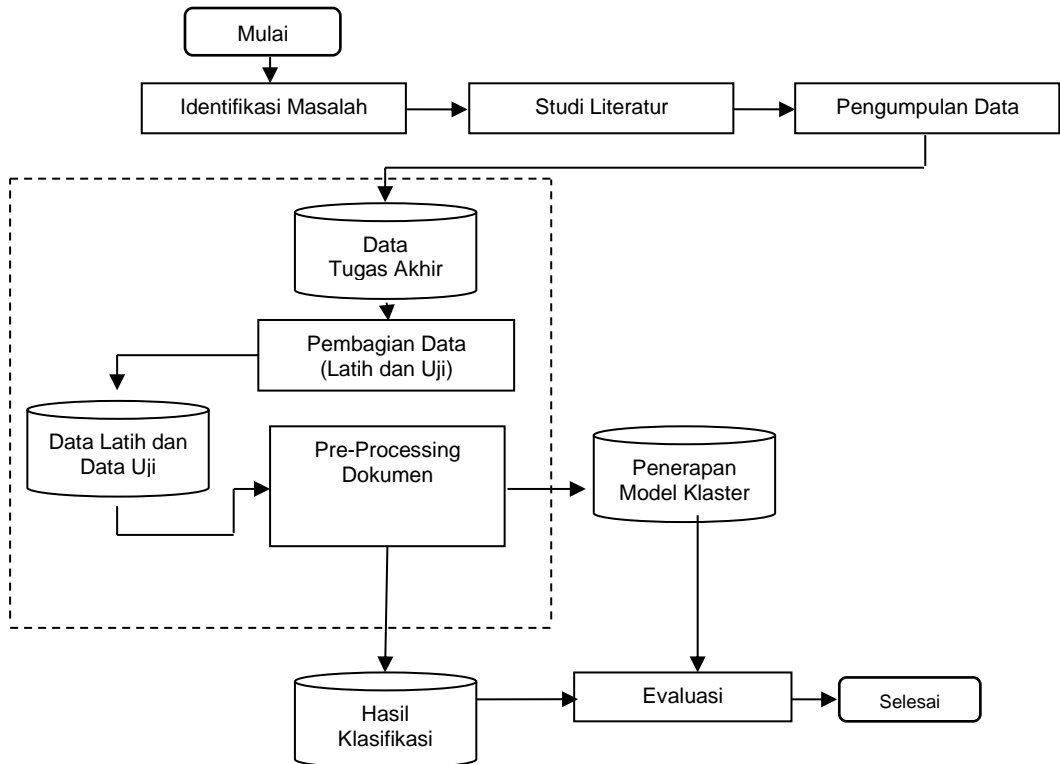 Mulai
Identifikasi Masalah
Studi Literatur
Pengumpulan Data
Data
Tugas Akhir
Pembagian Data
(Latih dan Uji)
Data Latih dan
Data Uji
Pre-Processing
Dokumen
Penerapan
Model Klaster
Hasil
Klasifikasi
Evaluasi
Selesai